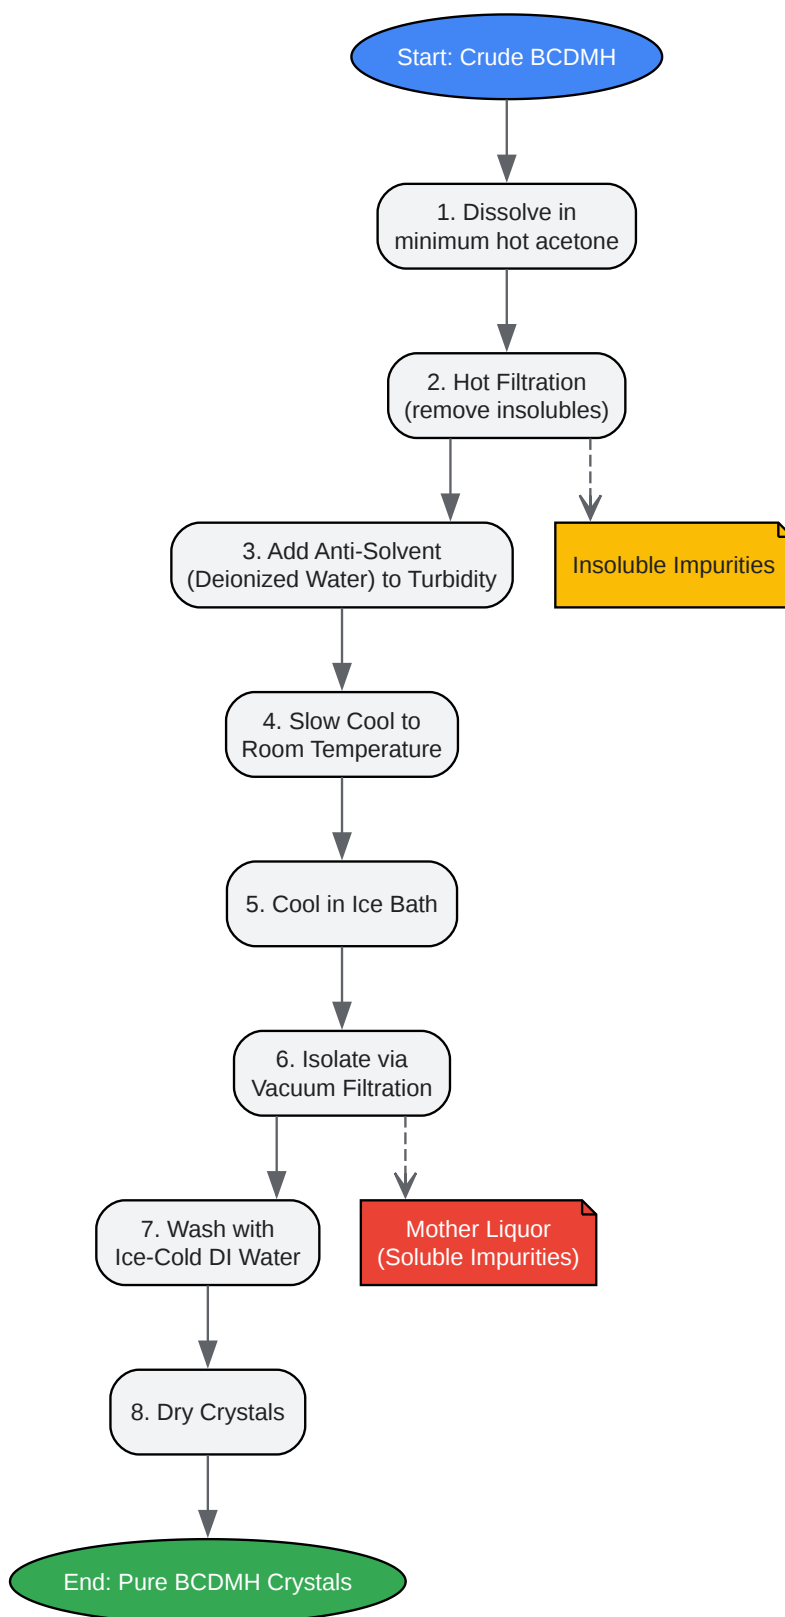 Start: Crude BCDMH
1. Dissolve in
minimum hot acetone
2. Hot Filtration
(remove insolubles)
3. Add Anti-Solvent
(Deionized Water) to Turbidity
Insoluble Impurities
4. Slow Cool to
Room Temperature
5. Cool in Ice Bath
6. Isolate via
Vacuum Filtration
7. Wash with
Ice-Cold DI Water
Mother Liquor
(Soluble Impurities)
8. Dry Crystals
End: Pure BCDMH Crystals